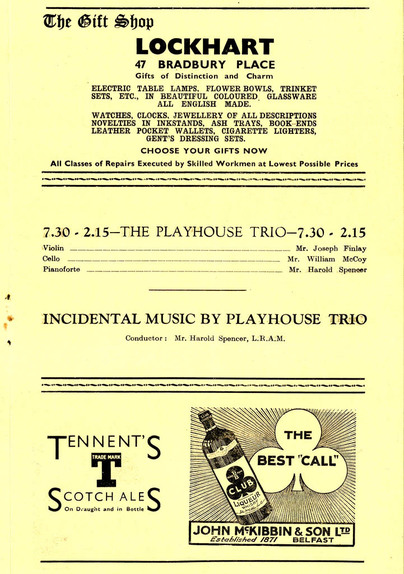 The Gift Shop
LOCKHART
47 BRADBURY PLACE
Gifts of Distinction and Charm
ELECTRIC TABLE LAMPS, FLOWER BOWLS, TRINKET
SETS, ETC., IN BEAUTIFUL COLOURED GLASSWARE
ALL ENGLISH MADE.
WATCHES, CLOCKS, JEWELLERY OF ALL DESCRIPTIONS
NOVELTIES IN INKSTANDS, ASH TRAYS, BOOK-ENDS
LEATHER POCKET WALLETS, CIGARETTE LIGHTERS,
GENT'S DRESSING SETS.
CHOOSE YOUR GIFTS NOW
All Classes of Repairs Executed by Skilled Workmen at Lowest Possible Prices
7.30 - 2.15—THE PLAYHOUSE TRIO—7.30 - 2.15
Violin Mr. Joseph Finlay
Cello Mr. William McCoy
Pianoforte Mr. Harold Spencer
INCIDENTAL MUSIC BY PLAYHOUSE TRIO
Conductor: Mr. Harold Spencer, L.R.A.M.
TENNENT'S
TRADE MARK
T
SCOTCH ALES
On Draught and in Bottle
THE
BEST "CALL"
CLUB
LIQUEUR
JOHN McKIBBIN & SON LTD
Established 1871 BELFAST